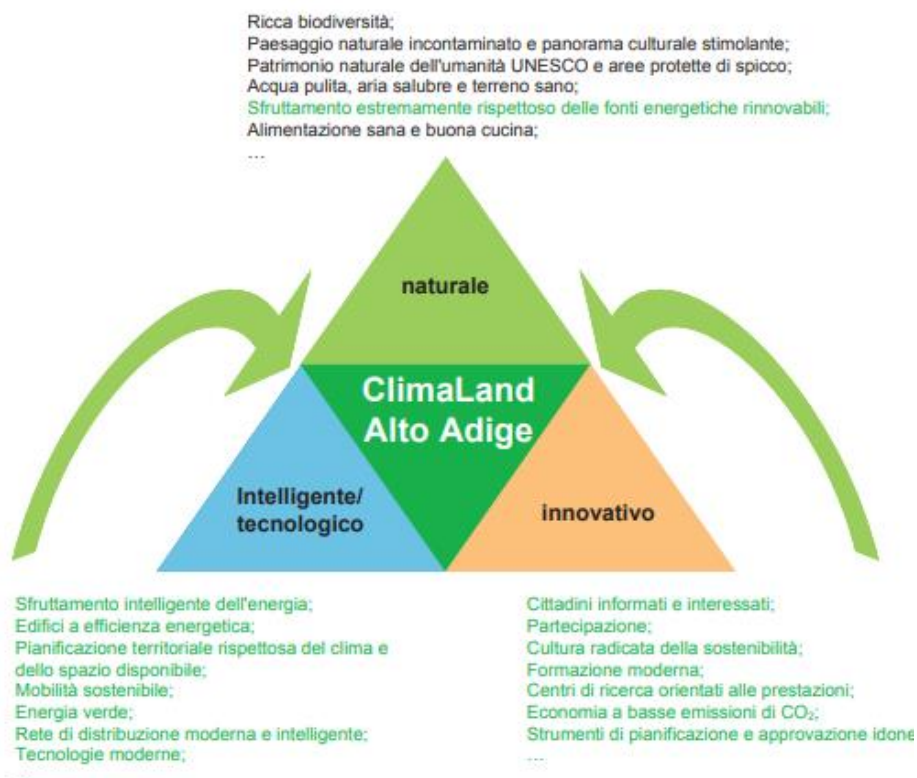 Ricca biodiversità;
Paesaggio naturale incontaminato e panorama culturale stimolante;
Patrimonio naturale dell'umanità UNESCO e aree protette di spicco;
Acqua pulita, aria salubre e terreno sano;
Sfruttamento estremamente rispettoso delle fonti energetiche rinnovabili;
Alimentazione sana e buona cucina;
...
naturale
ClimaLand
Alto Adige
Intelligente/
tecnologico
innovativo
Sfruttamento intelligente dell'energia;
Edifici a efficienza energetica;
Pianificazione territoriale rispettosa del clima e
dello spazio disponibile;
Mobilità sostenibile;
Energia verde;
Rete di distribuzione moderna e intelligente;
Tecnologie moderne;
Cittadini informati e interessati;
Partecipazione;
Cultura radicata della sostenibilità;
Formazione moderna;
Centri di ricerca orientati alle prestazioni;
Economia a basse emissioni di CO₂;
Strumenti di pianificazione e approvazione idone
...